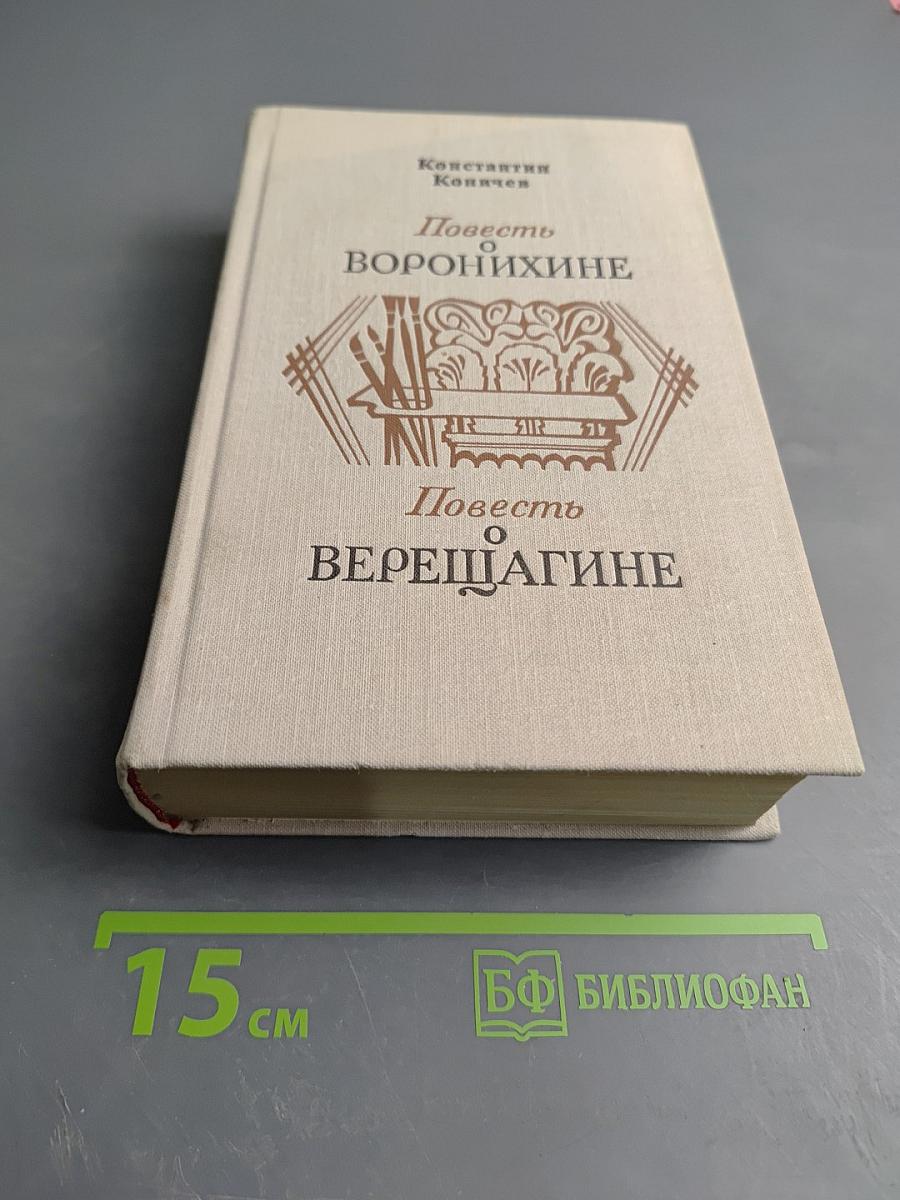 Константин
Коничев
Повесть
о
ВОРОНИХИНЕ
Повесть
о
ВЕРЕЩАГИНЕ
15 см
БФ БИБЛИОФАН